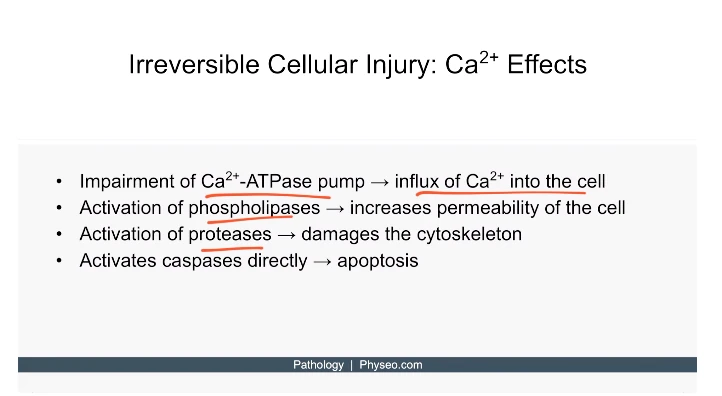 Irreversible Cellular Injury: Ca²⁺ Effects
• Impairment of Ca²⁺-ATPase pump → influx of Ca²⁺ into the cell
• Activation of phospholipases → increases permeability of the cell
• Activation of proteases → damages the cytoskeleton
• Activates caspases directly → apoptosis
Pathology | Physeo.com